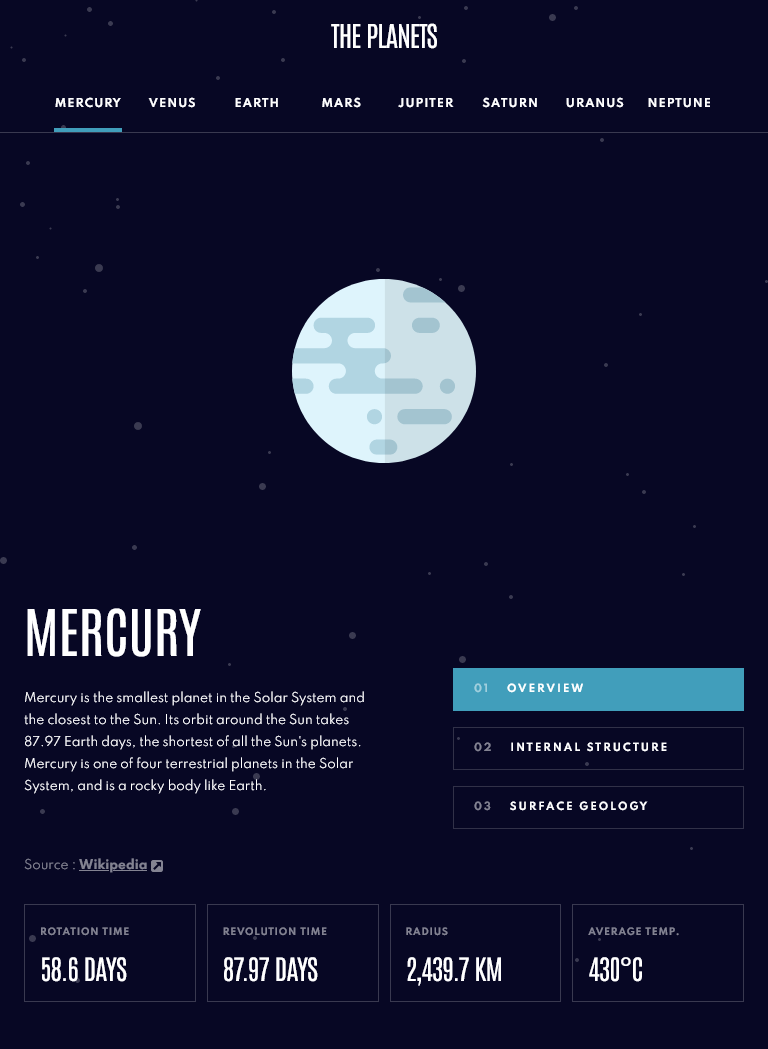 THE PLANETS
MERCURY VENUS EARTH MARS JUPITER SATURN URANUS NEPTUNE
MERCURY
Mercury is the smallest planet in the Solar System and
the closest to the Sun. Its orbit around the Sun takes
87.97 Earth days, the shortest of all the Sun's planets.
Mercury is one of four terrestrial planets in the Solar
System, and is a rocky body like Earth.
Source : Wikipedia
01 OVERVIEW
02 INTERNAL STRUCTURE
03 SURFACE GEOLOGY
ROTATION TIME
58.6 DAYS
REVOLUTION TIME
87.97 DAYS
RADIUS
2,439.7 KM
AVERAGE TEMP.
430°C